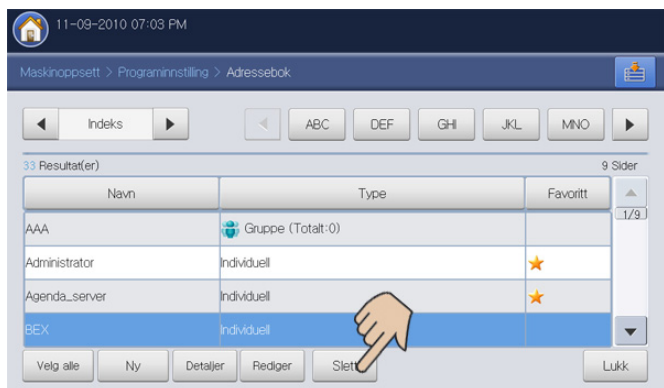 11-09-2010 07:03 PM
Maskinoppsett > Programinnstilling > Adressebok
Indeks ABC DEF GHI JKL MNO
33 Resultat(er) 9 Sider
Navn Type Favoritt
1/9
AAA Gruppe (Totalt:0)
Administrator Individuell
Agenda_server Individuell
BEX Individuell
Velg alle Ny Detaljer Rediger Slett Lukk